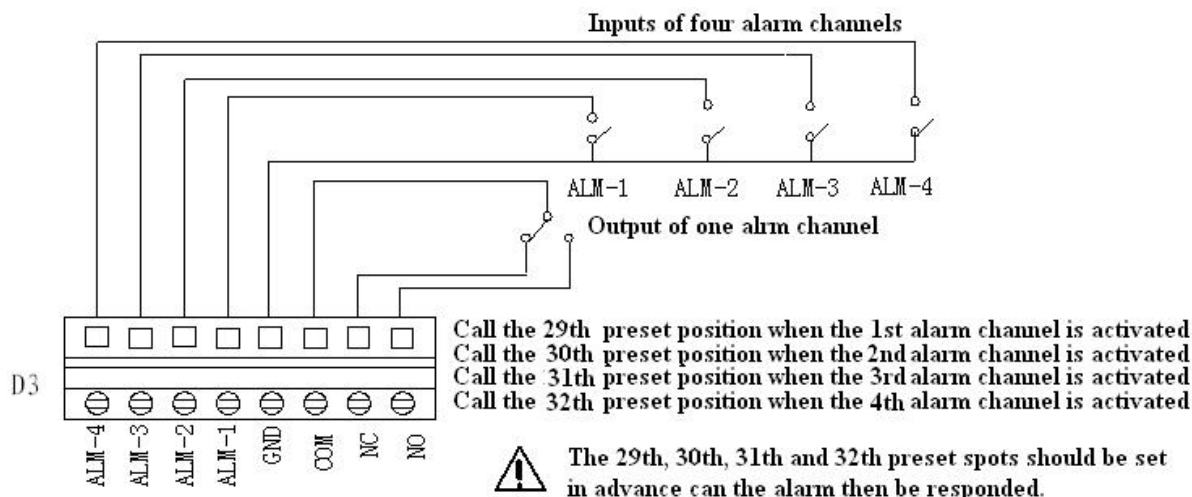 Inputs of four alarm channels
ALM-1 ALM-2 ALM-3 ALM-4
Output of one alrm channel
Call the 29th preset position when the 1st alarm channel is activated
Call the 30th preset position when the 2nd alarm channel is activated
Call the 31th preset position when the 3rd alarm channel is activated
Call the 32th preset position when the 4th alarm channel is activated
D3
ALM-4
ALM-3
ALM-2
ALM-1
GND
COM
NC
NO
The 29th, 30th, 31th and 32th preset spots should be set
in advance can the alarm then be responded.